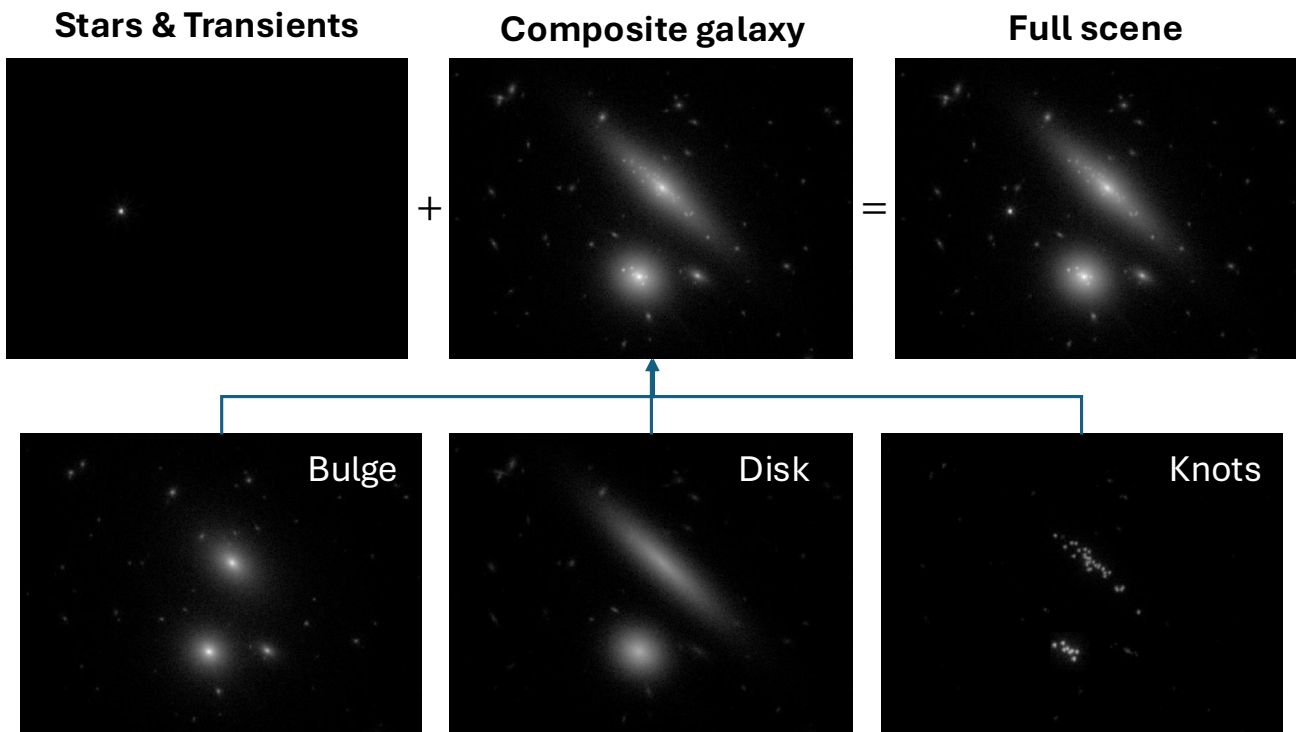 Stars & Transients
Composite galaxy
Full scene
+
=
Bulge
Disk
Knots